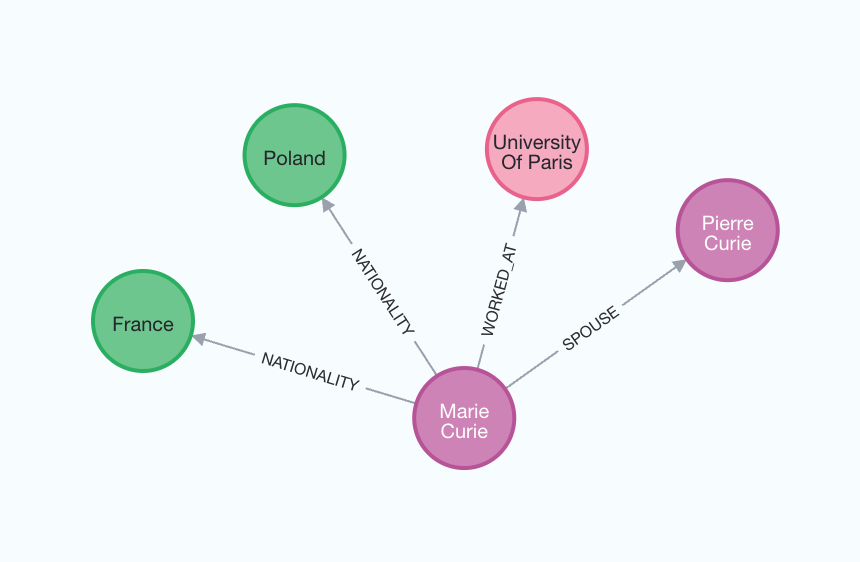 University
Of Paris
Poland
Pierre
Curie
NATIONALITY
WORKED_AT
SPOUSE
France
NATIONALITY
Marie
Curie